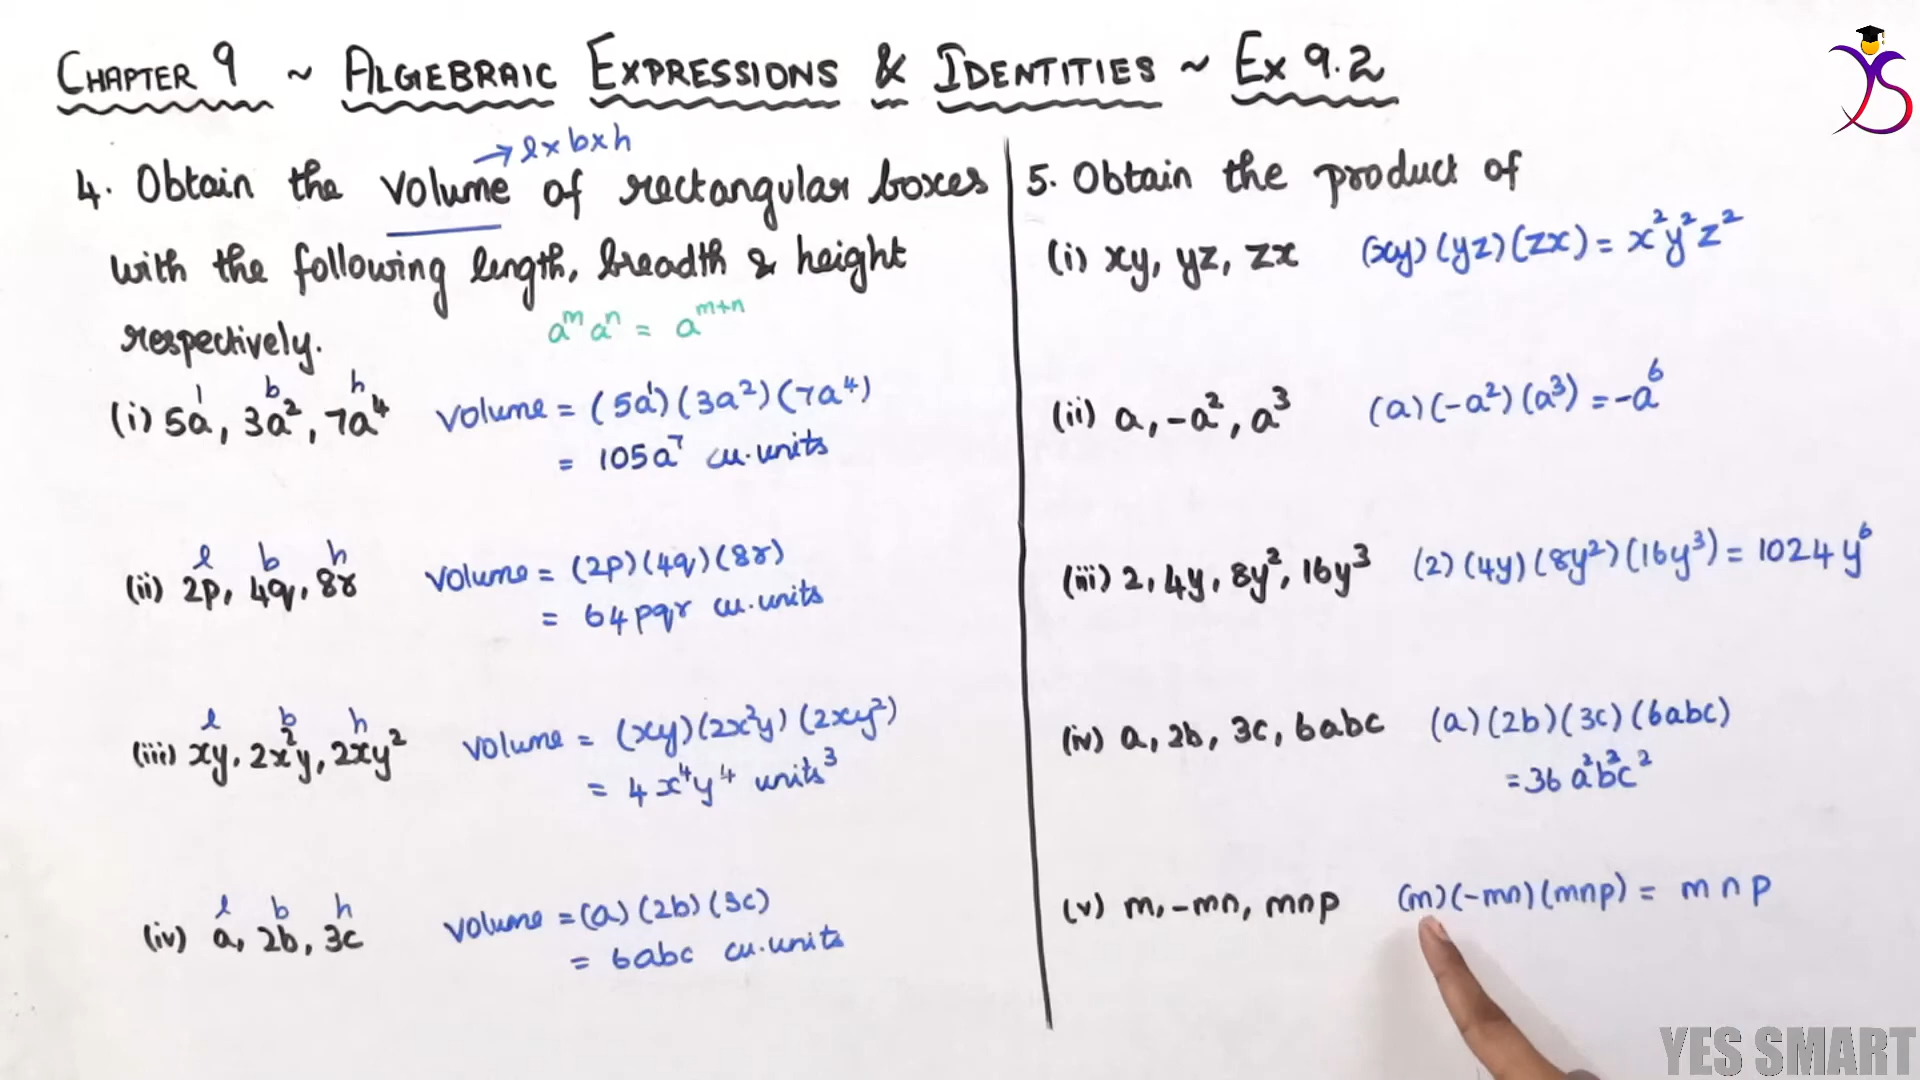 CHAPTER 9 ~ ALGEBRAIC EXPRESSIONS & IDENTITIES ~ EX 9.2
→ l × b × h
4. Obtain the volume of rectangular boxes
with the following length, breadth & height
respectively.
aᵐ aⁿ = aᵐ⁺ⁿ
l b h
(i) 5a, 3a², 7a⁴ Volume = (5a¹)(3a²)(7a⁴)
= 105a⁷ cu.units
l b h
(ii) 2p, 4q, 8r Volume = (2p)(4q)(8r)
= 64pqr cu.units
l b h
(iii) xy, 2x²y, 2xy² Volume = (xy)(2x²y)(2xy²)
= 4x⁴y⁴ units³
l b h
(iv) a, 2b, 3c Volume = (a)(2b)(3c)
= 6abc cu.units
5. Obtain the product of
(i) xy, yz, zx (xy)(yz)(zx) = x²y²z²
(ii) a, -a², a³ (a)(-a²)(a³) = -a⁶
(iii) 2, 4y, 8y², 16y³ (2)(4y)(8y²)(16y³) = 1024y⁶
(iv) a, 2b, 3c, 6abc (a)(2b)(3c)(6abc)
= 36a²b²c²
(v) m, -mn, mnp (m)(-mn)(mnp) = m n p
YS
YES SMART